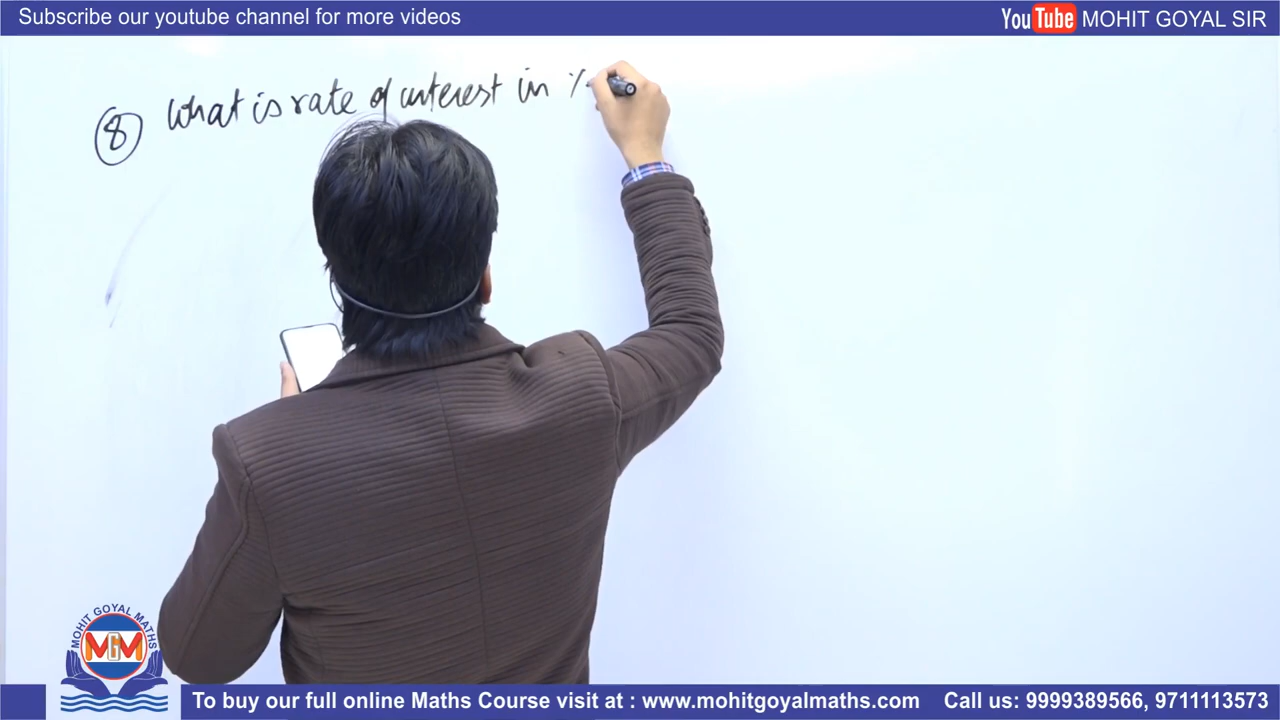 Subscribe our youtube channel for more videos
YouTube MOHIT GOYAL SIR
8 What is rate of interest in %
MOHIT GOYAL MATHS
MGM
To buy our full online Maths Course visit at : www.mohitgoyalmaths.com Call us: 9999389566, 9711113573